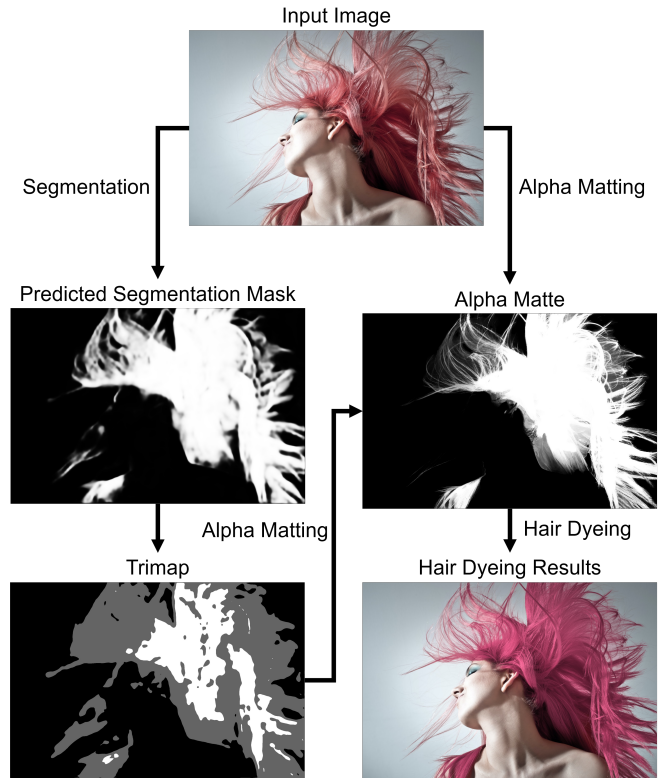 Input Image
Segmentation
Alpha Matting
Predicted Segmentation Mask
Alpha Matte
Alpha Matting
Hair Dyeing
Trimap
Hair Dyeing Results